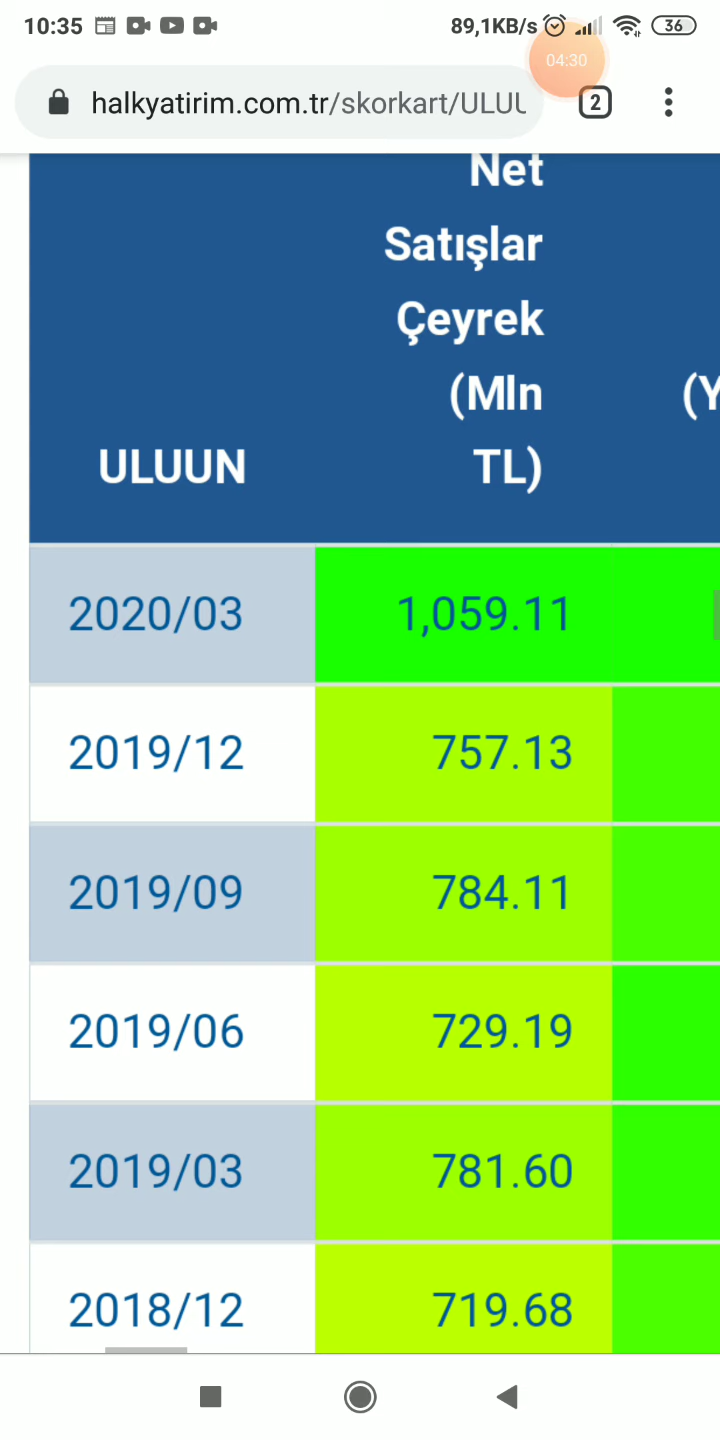 10:35 89,1KB/s 36
04:30
halkyatirim.com.tr/skorkart/ULUU 2
Net
Satışlar
Çeyrek
(Mln (Y
ULUUN TL)
2020/03 1,059.11
2019/12 757.13
2019/09 784.11
2019/06 729.19
2019/03 781.60
2018/12 719.68